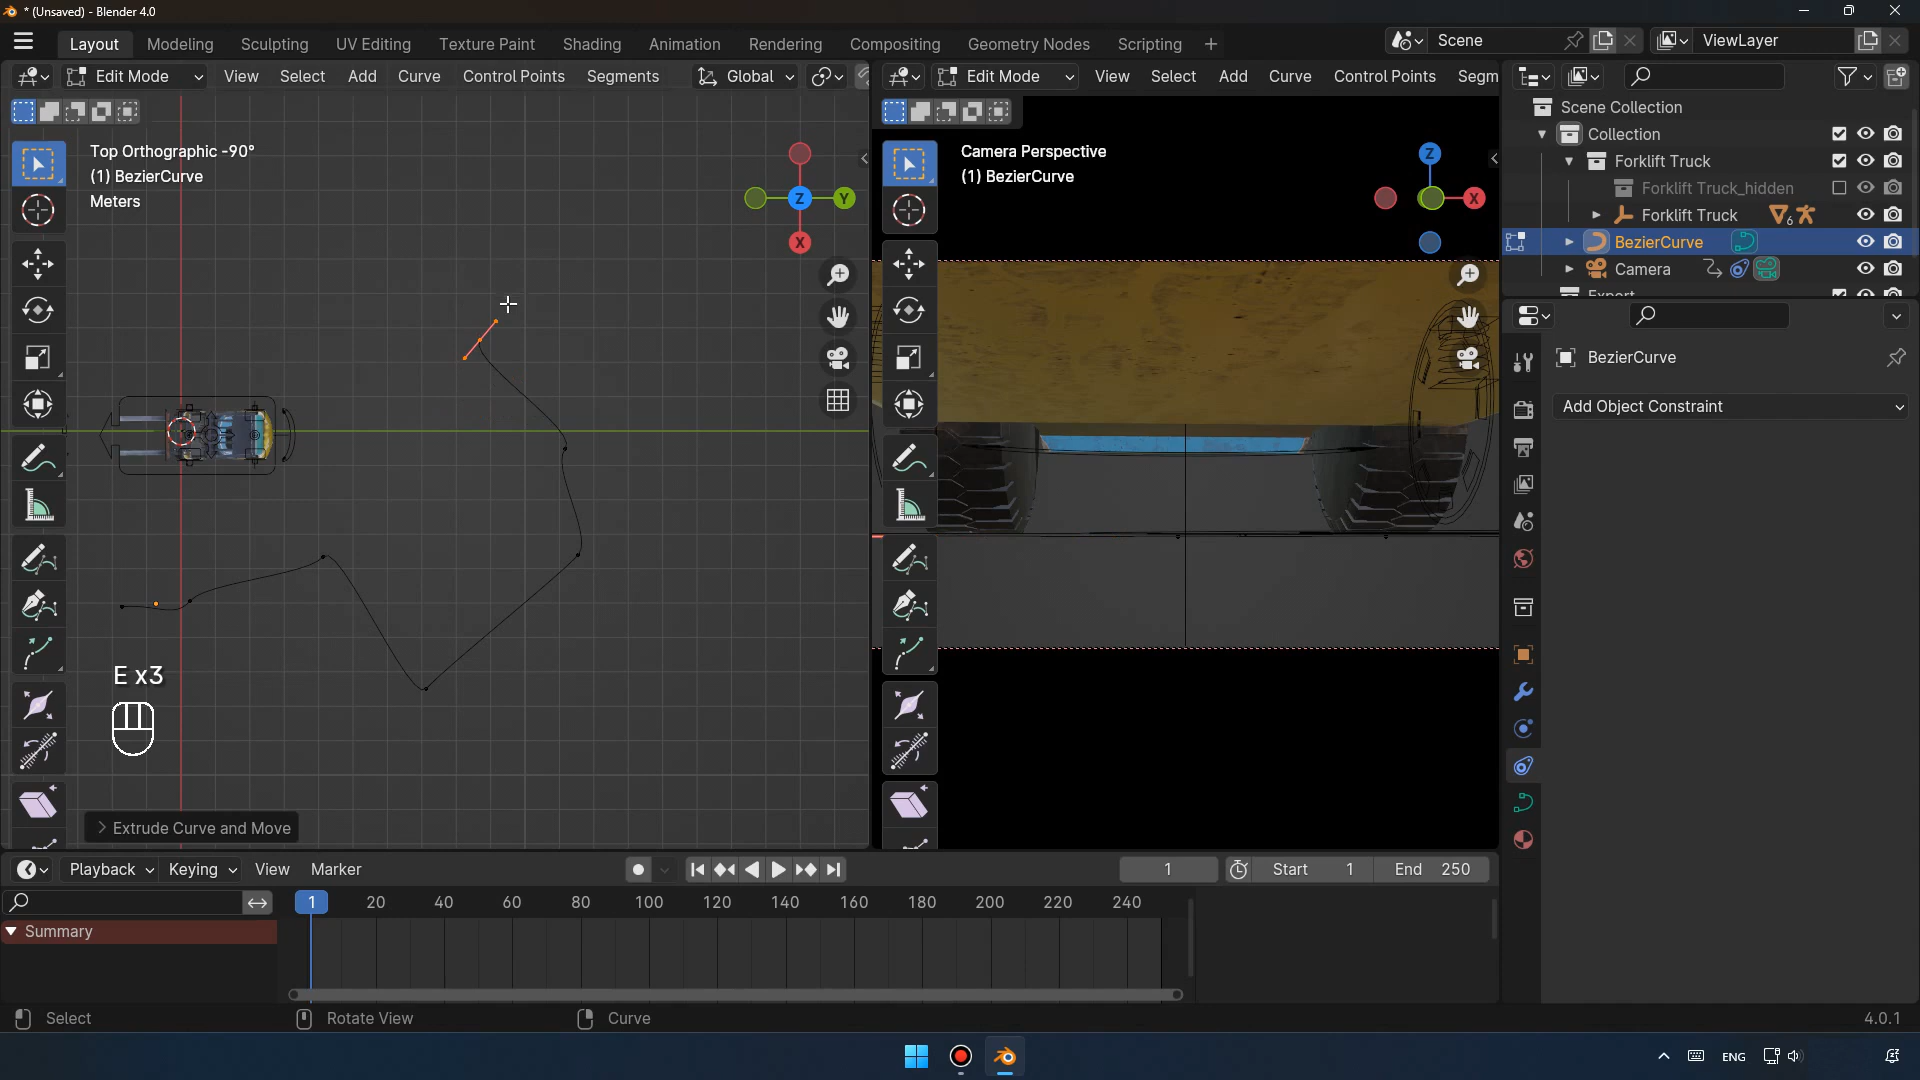 * (Unsaved) - Blender 4.0
Layout Modeling Sculpting UV Editing Texture Paint Shading Animation Rendering Compositing Geometry Nodes Scripting +
Scene
ViewLayer
Edit Mode View Select Add Curve Control Points Segments Global
Edit Mode View Select Add Curve Control Points Segm
Top Orthographic -90°
(1) BezierCurve
Meters
Z
Y
X
Camera Perspective
(1) BezierCurve
Z
X
Scene Collection
Collection
Forklift Truck
Forklift Truck_hidden
Forklift Truck 6
BezierCurve
Camera
BezierCurve
Add Object Constraint
E x3
Extrude Curve and Move
Playback Keying View Marker
1
Start 1
End 250
1 20 40 60 80 100 120 140 160 180 200 220 240
Summary
Select
Rotate View
Curve
4.0.1
ENG